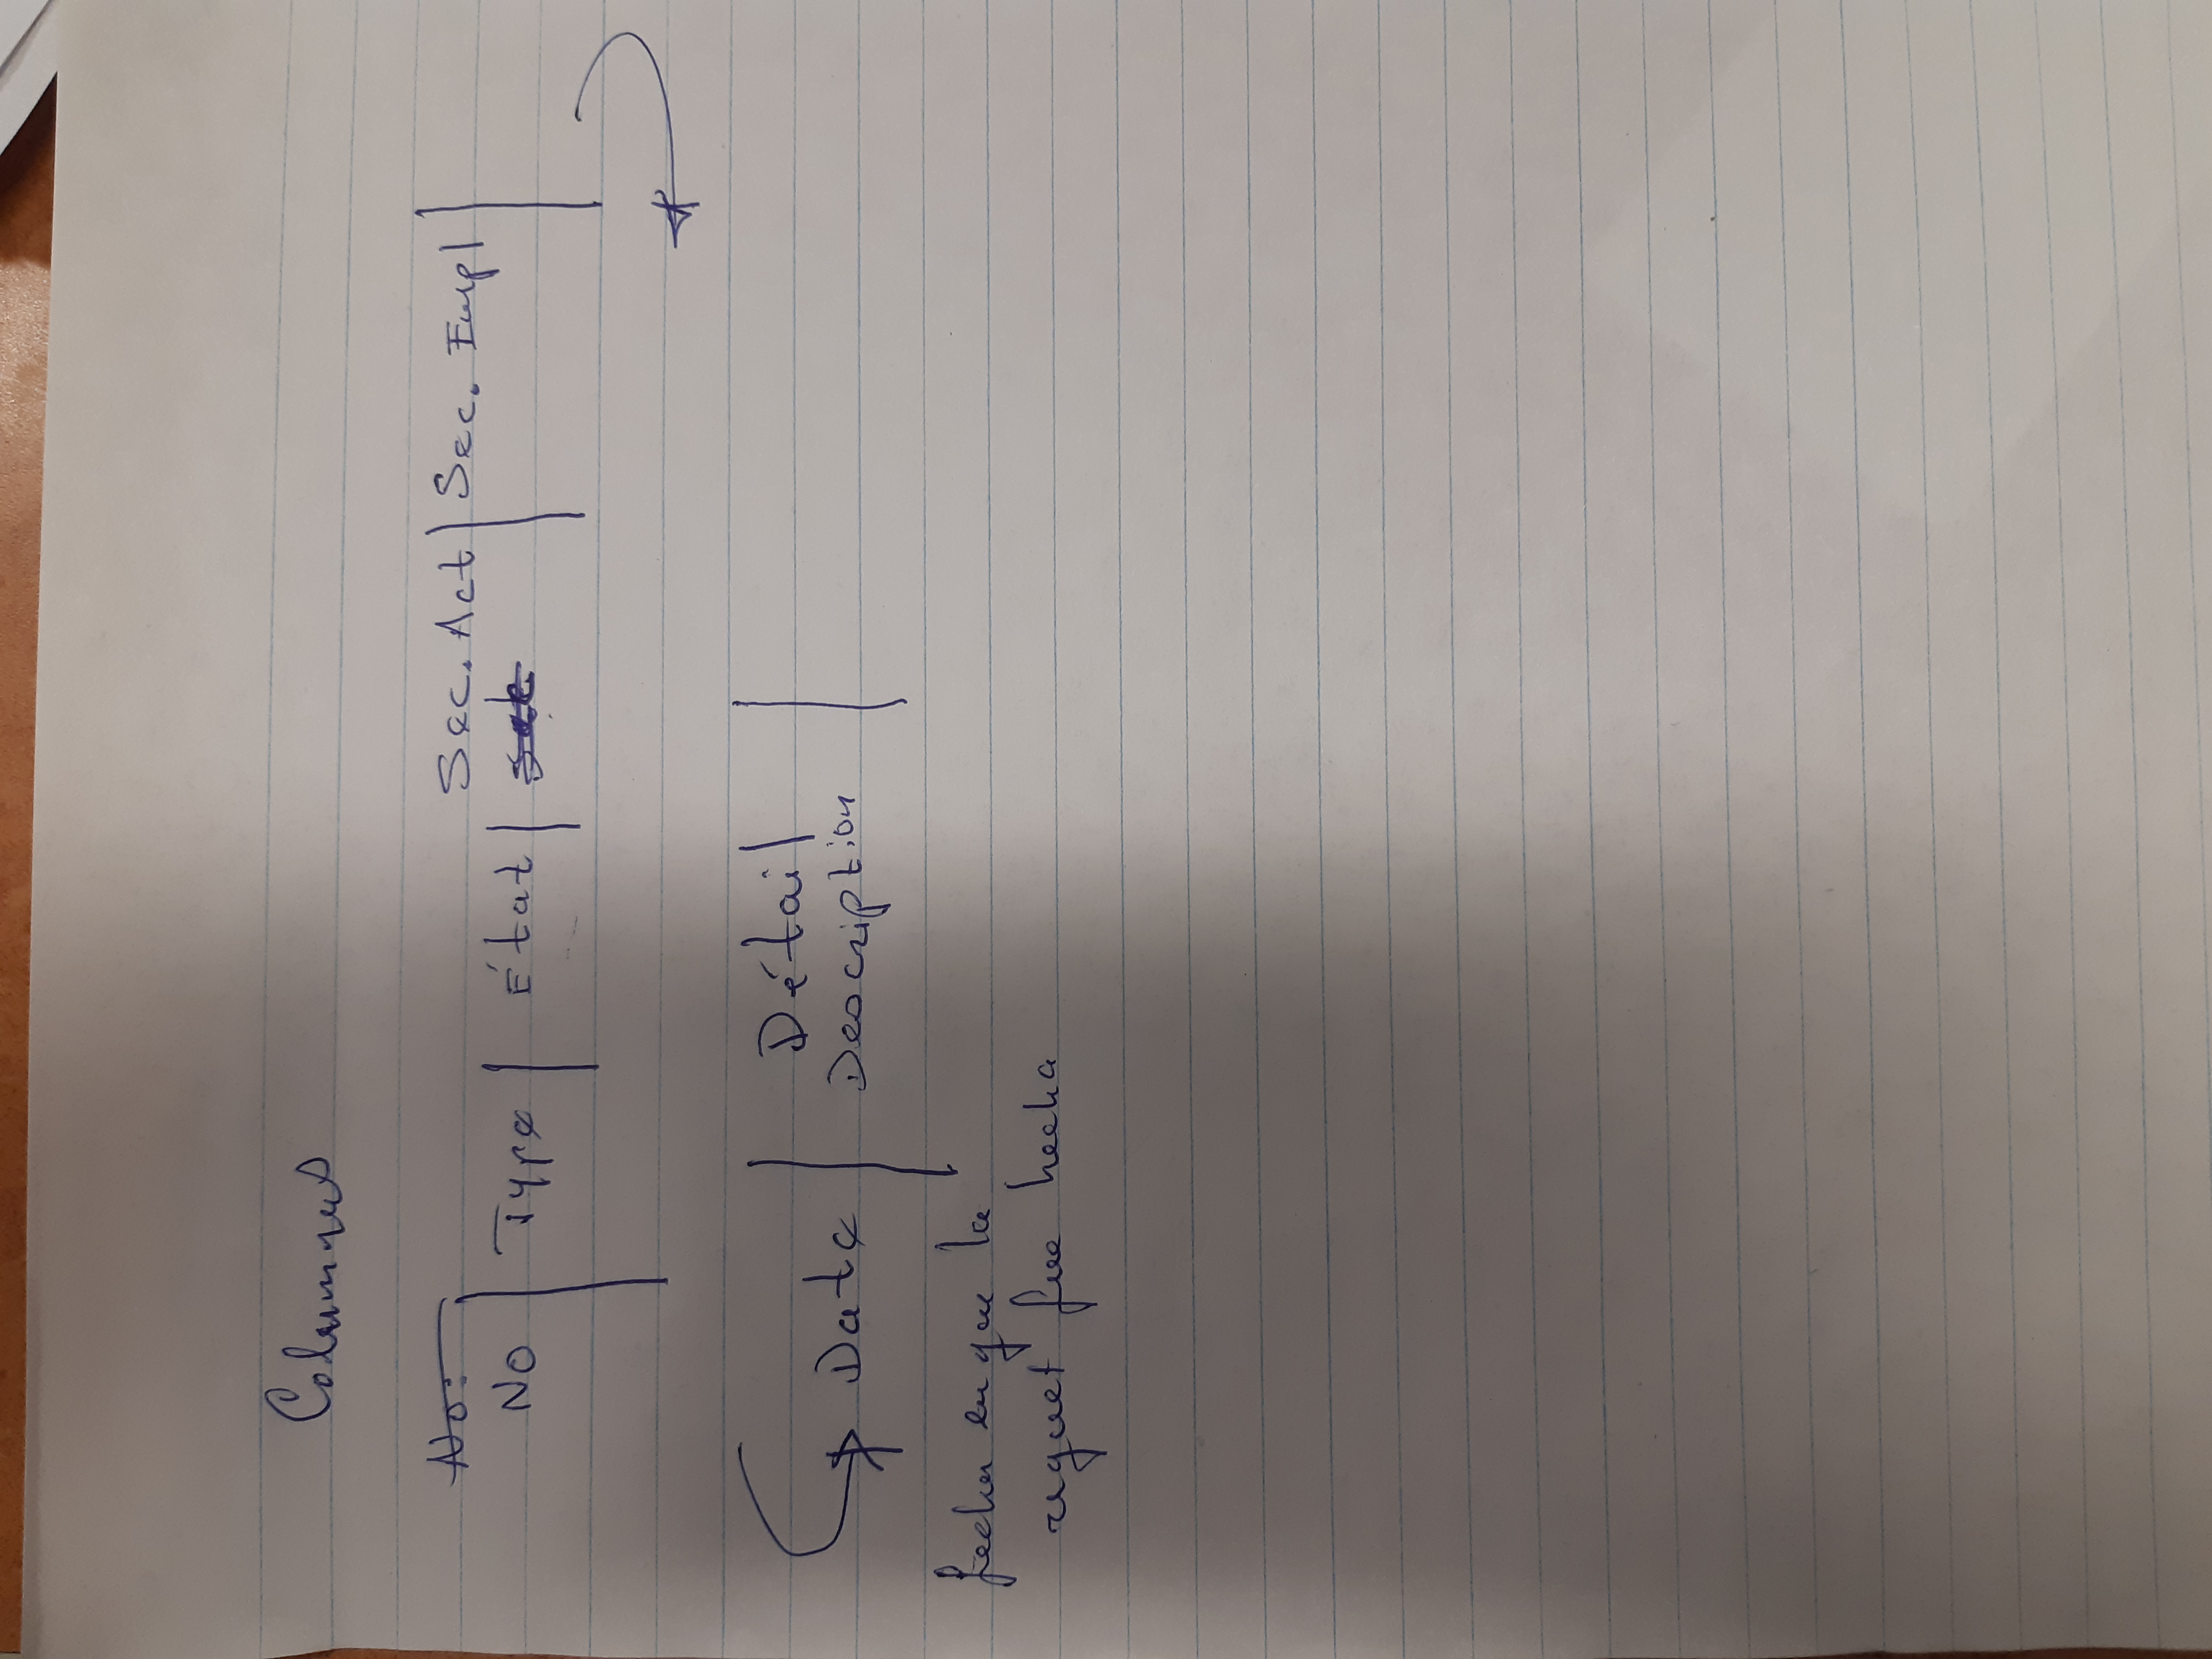 Columnas
No:
Sec. Act | Sec. Empl |
NO | Type | État |
Date | Détail
Description |
fecha en que la
requet fue hecha